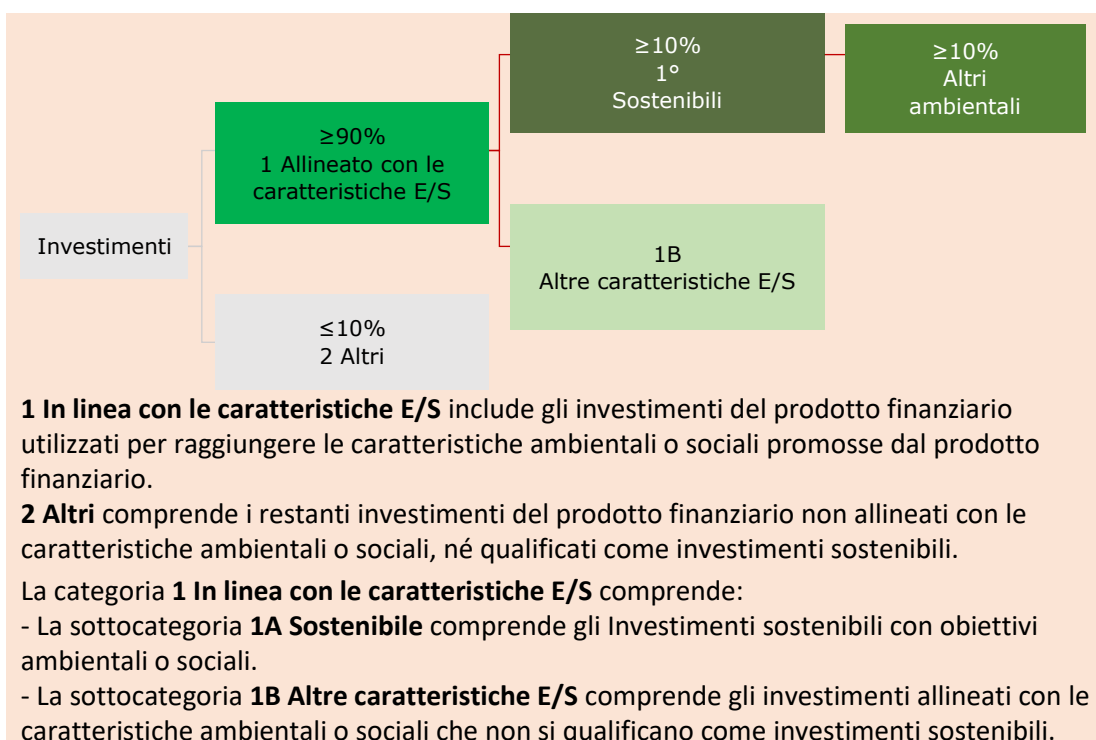 ≥10%
1°
Sostenibili
≥10%
Altri
ambientali
≥90%
1 Allineato con le
caratteristiche E/S
Investimenti
1B
Altre caratteristiche E/S
≤10%
2 Altri
1 In linea con le caratteristiche E/S include gli investimenti del prodotto finanziario
utilizzati per raggiungere le caratteristiche ambientali o sociali promosse dal prodotto
finanziario.
2 Altri comprende i restanti investimenti del prodotto finanziario non allineati con le
caratteristiche ambientali o sociali, né qualificati come investimenti sostenibili.
La categoria 1 In linea con le caratteristiche E/S comprende:
- La sottocategoria 1A Sostenibile comprende gli Investimenti sostenibili con obiettivi
ambientali o sociali.
- La sottocategoria 1B Altre caratteristiche E/S comprende gli investimenti allineati con le
caratteristiche ambientali o sociali che non si qualificano come investimenti sostenibili.